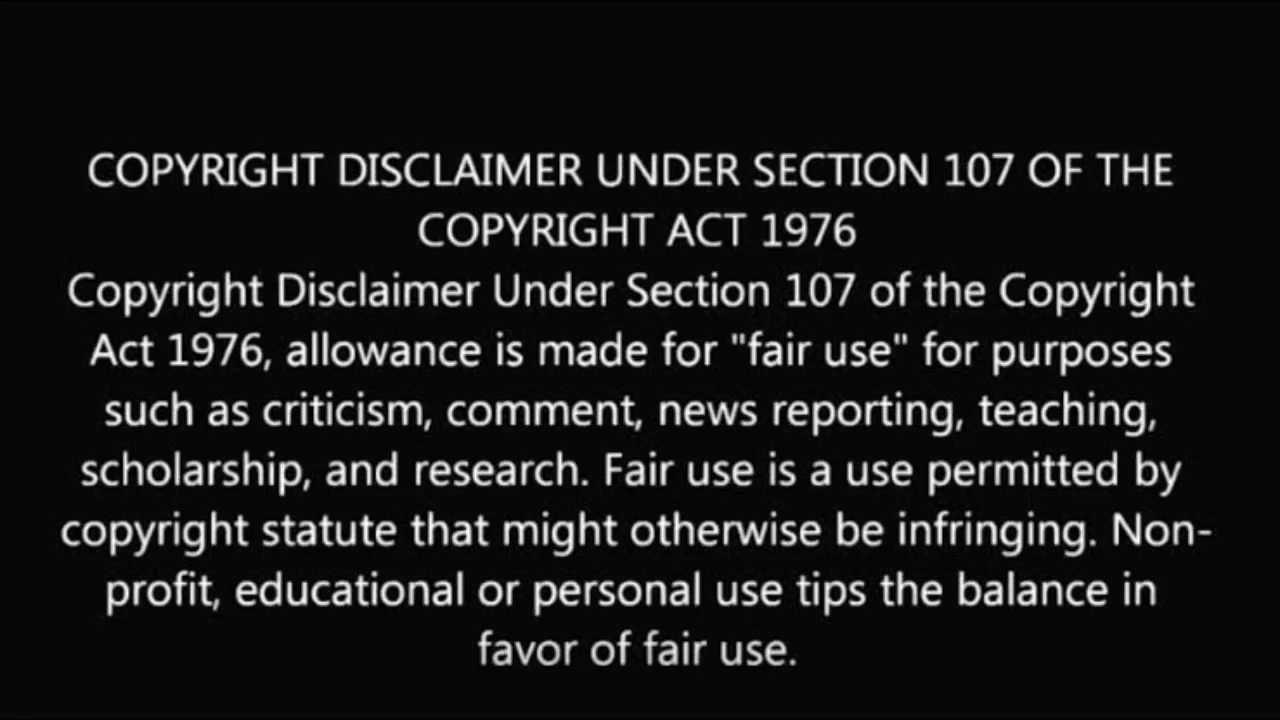 COPYRIGHT DISCLAIMER UNDER SECTION 107 OF THE
COPYRIGHT ACT 1976
Copyright Disclaimer Under Section 107 of the Copyright
Act 1976, allowance is made for "fair use" for purposes
such as criticism, comment, news reporting, teaching,
scholarship, and research. Fair use is a use permitted by
copyright statute that might otherwise be infringing. Non-
profit, educational or personal use tips the balance in
favor of fair use.